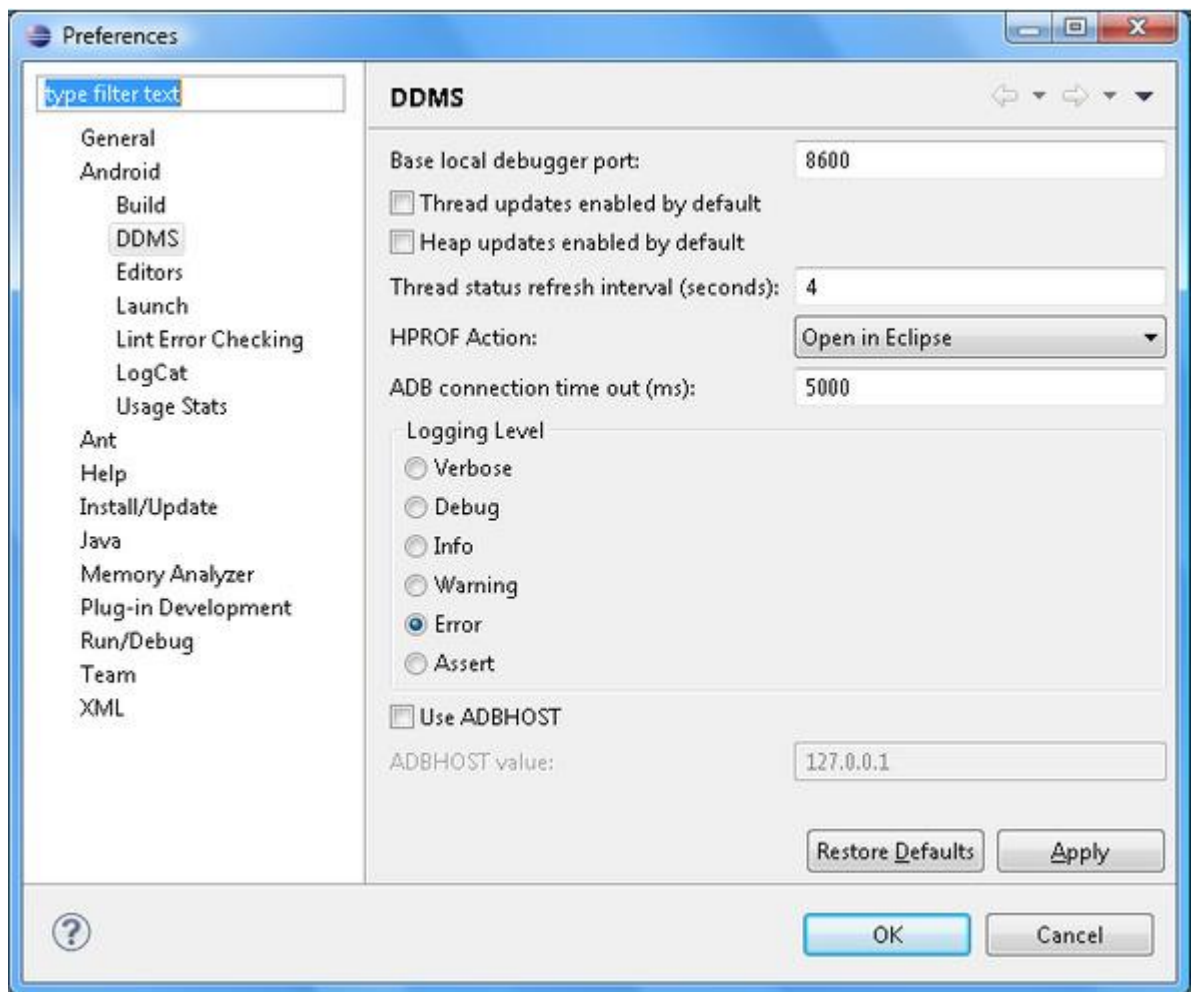 Preferences
type filter text
General
Android
Build
DDMS
Editors
Launch
Lint Error Checking
LogCat
Usage Stats
Ant
Help
Install/Update
Java
Memory Analyzer
Plug-in Development
Run/Debug
Team
XML
DDMS
Base local debugger port: 8600
Thread updates enabled by default
Heap updates enabled by default
Thread status refresh interval (seconds): 4
HPROF Action: Open in Eclipse
ADB connection time out (ms): 5000
Logging Level
Verbose
Debug
Info
Warning
Error
Assert
Use ADBHOST
ADBHOST value: 127.0.0.1
Restore Defaults Apply
? OK Cancel